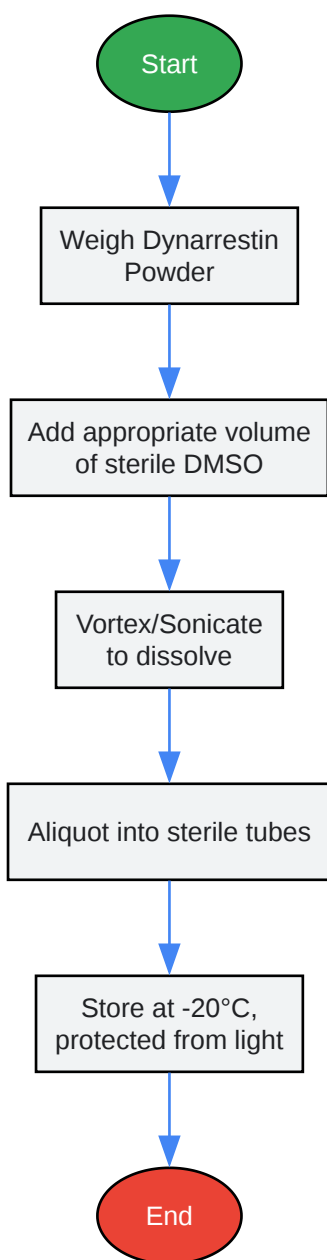 Start
Weigh Dynarrestin
Powder
Add appropriate volume
of sterile DMSO
Vortex/Sonicate
to dissolve
Aliquot into sterile tubes
Store at -20°C,
protected from light
End